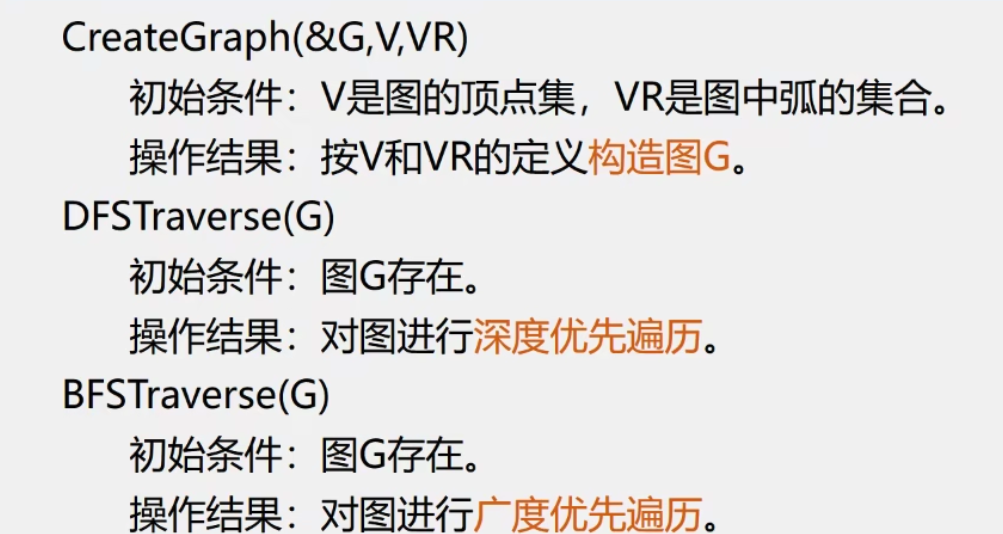 CreateGraph(&G,V,VR)
初始条件：V是图的顶点集，VR是图中弧的集合。
操作结果：按V和VR的定义构造图G。
DFSTraverse(G)
初始条件：图G存在。
操作结果：对图进行深度优先遍历。
BFSTraverse(G)
初始条件：图G存在。
操作结果：对图进行广度优先遍历。